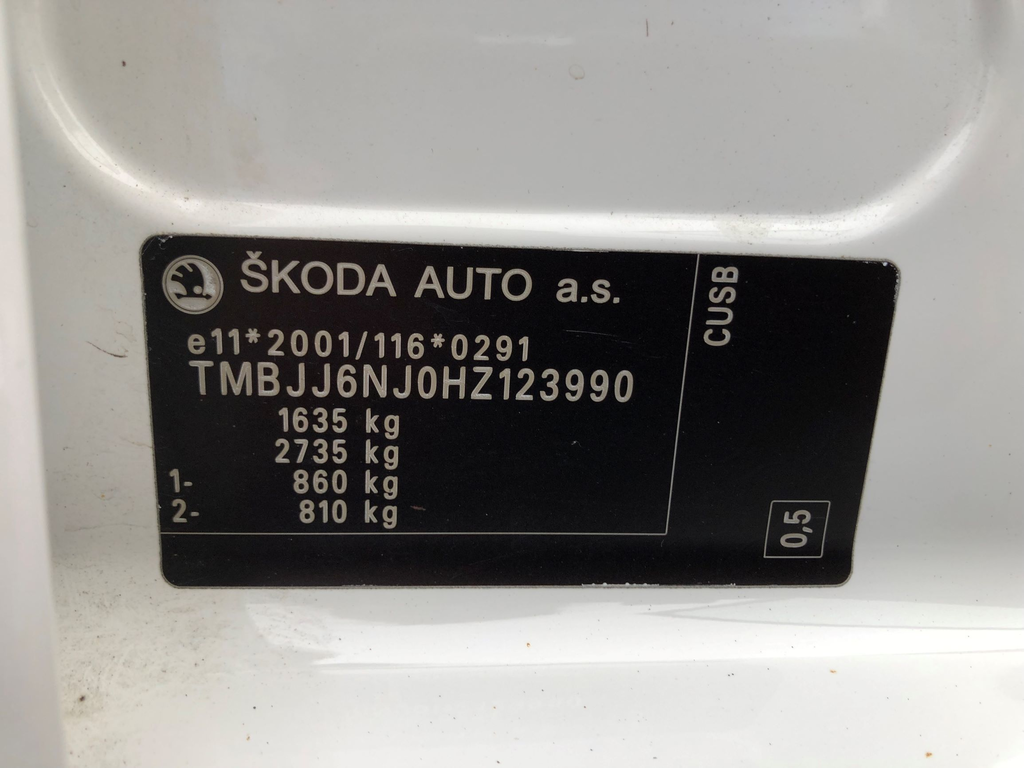 ŠKODA AUTO a.s.
e11*2001/116*0291
TMBJJ6NJ0HZ123990
1635 kg
2735 kg
1- 860 kg
2- 810 kg
CUSB
0,5